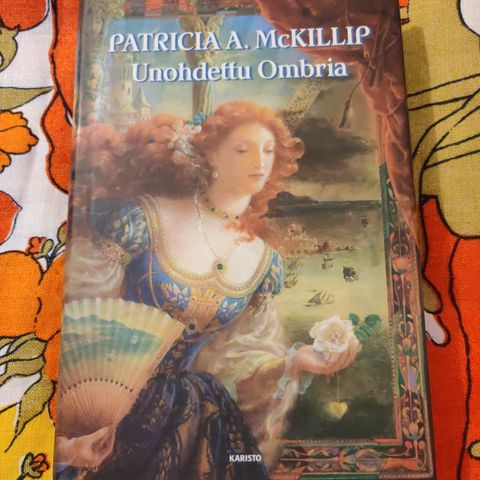 PATRICIA A. McKILLIP
Unohdettu Ombria
KARISTO